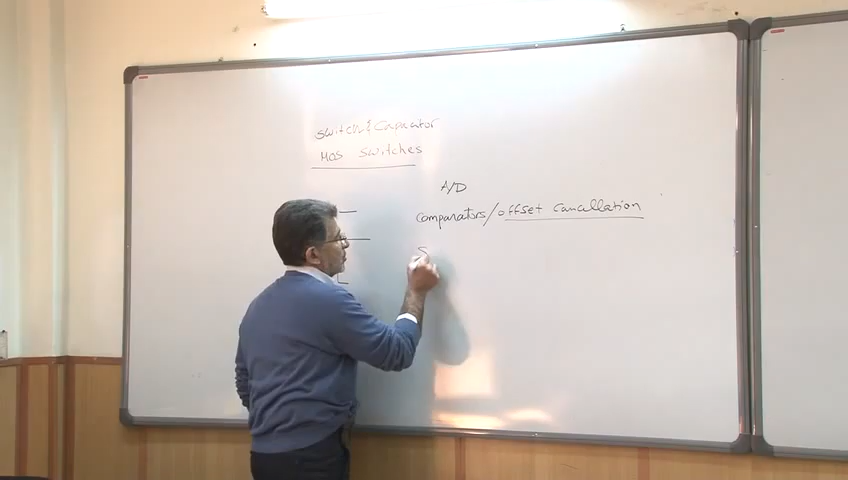 Switch & Capacitor
MOS Switches
A/D
Comparators/offset Cancellation
S